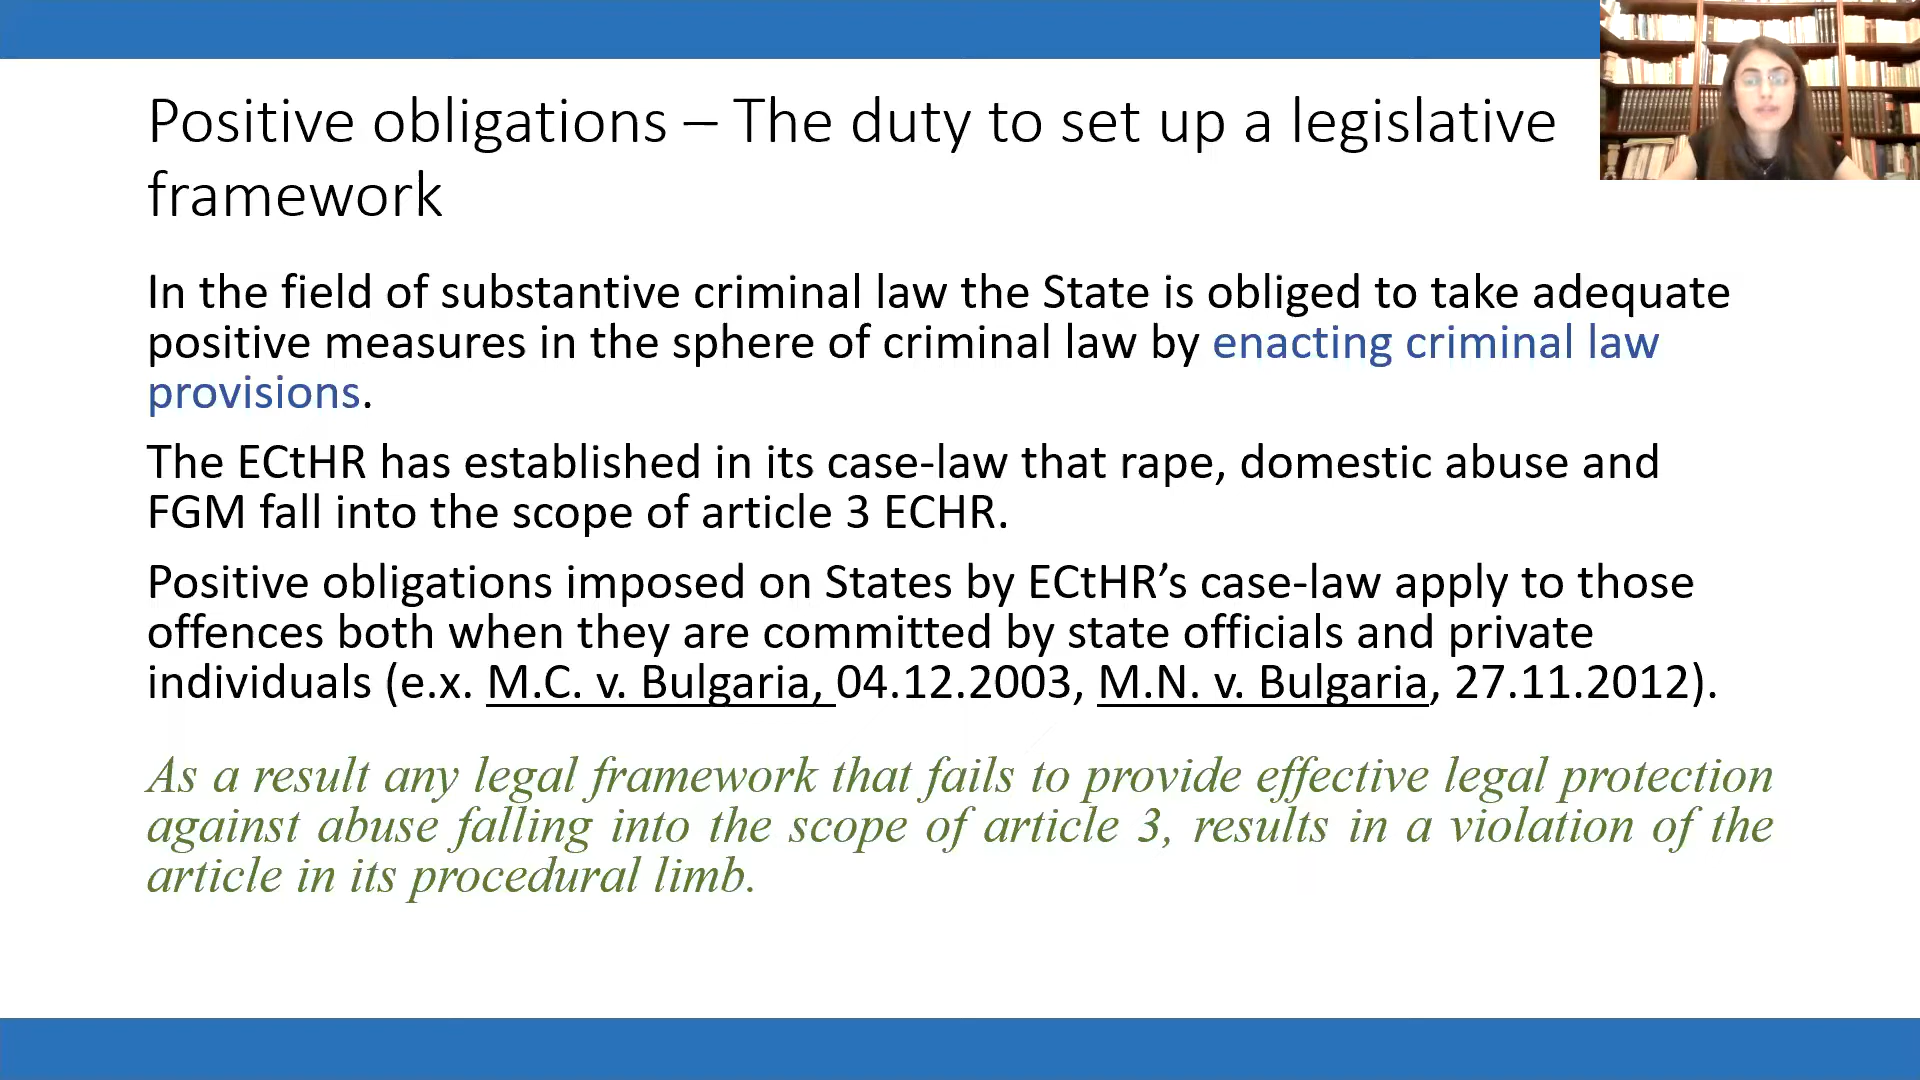 Positive obligations – The duty to set up a legislative
framework
In the field of substantive criminal law the State is obliged to take adequate
positive measures in the sphere of criminal law by enacting criminal law
provisions.
The ECtHR has established in its case-law that rape, domestic abuse and
FGM fall into the scope of article 3 ECHR.
Positive obligations imposed on States by ECtHR’s case-law apply to those
offences both when they are committed by state officials and private
individuals (e.x. M.C. v. Bulgaria, 04.12.2003, M.N. v. Bulgaria, 27.11.2012).
As a result any legal framework that fails to provide effective legal protection
against abuse falling into the scope of article 3, results in a violation of the
article in its procedural limb.